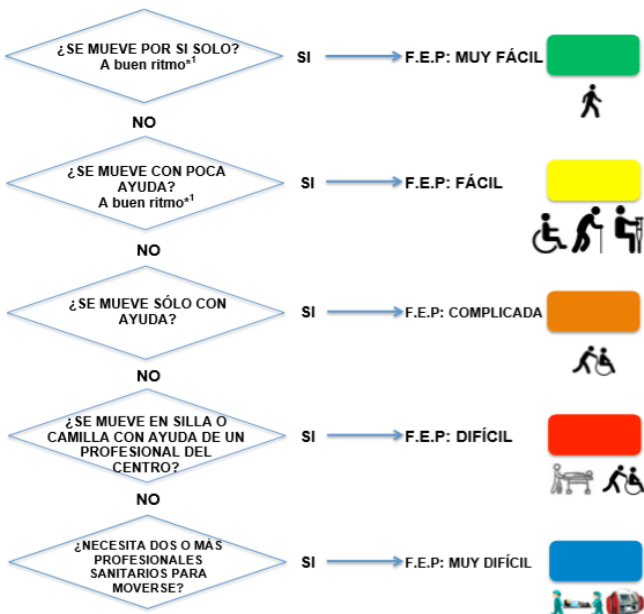 ¿SE MUEVE POR SI SOLO?
A buen ritmo*1
SI
F.E.P: MUY FÁCIL
NO
¿SE MUEVE CON POCA
AYUDA?
A buen ritmo*1
SI
F.E.P: FÁCIL
NO
¿SE MUEVE SÓLO CON
AYUDA?
SI
F.E.P: COMPLICADA
NO
¿SE MUEVE EN SILLA O
CAMILLA CON AYUDA DE UN
PROFESIONAL DEL
CENTRO?
SI
F.E.P: DIFÍCIL
NO
¿NECESITA DOS O MÁS
PROFESIONALES
SANITARIOS PARA
MOVERSE?
SI
F.E.P: MUY DIFÍCIL